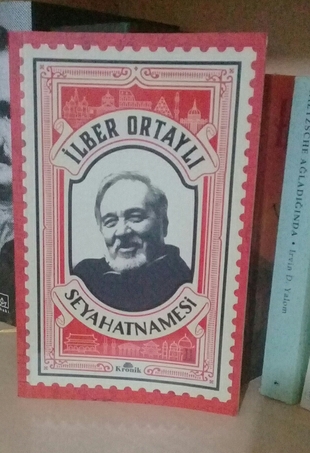 İLBER ORTAYLI
SEYAHATNAMESİ
Kronik
NIETZSCHE AĞLADIĞINDA • Irvin D. Yalom